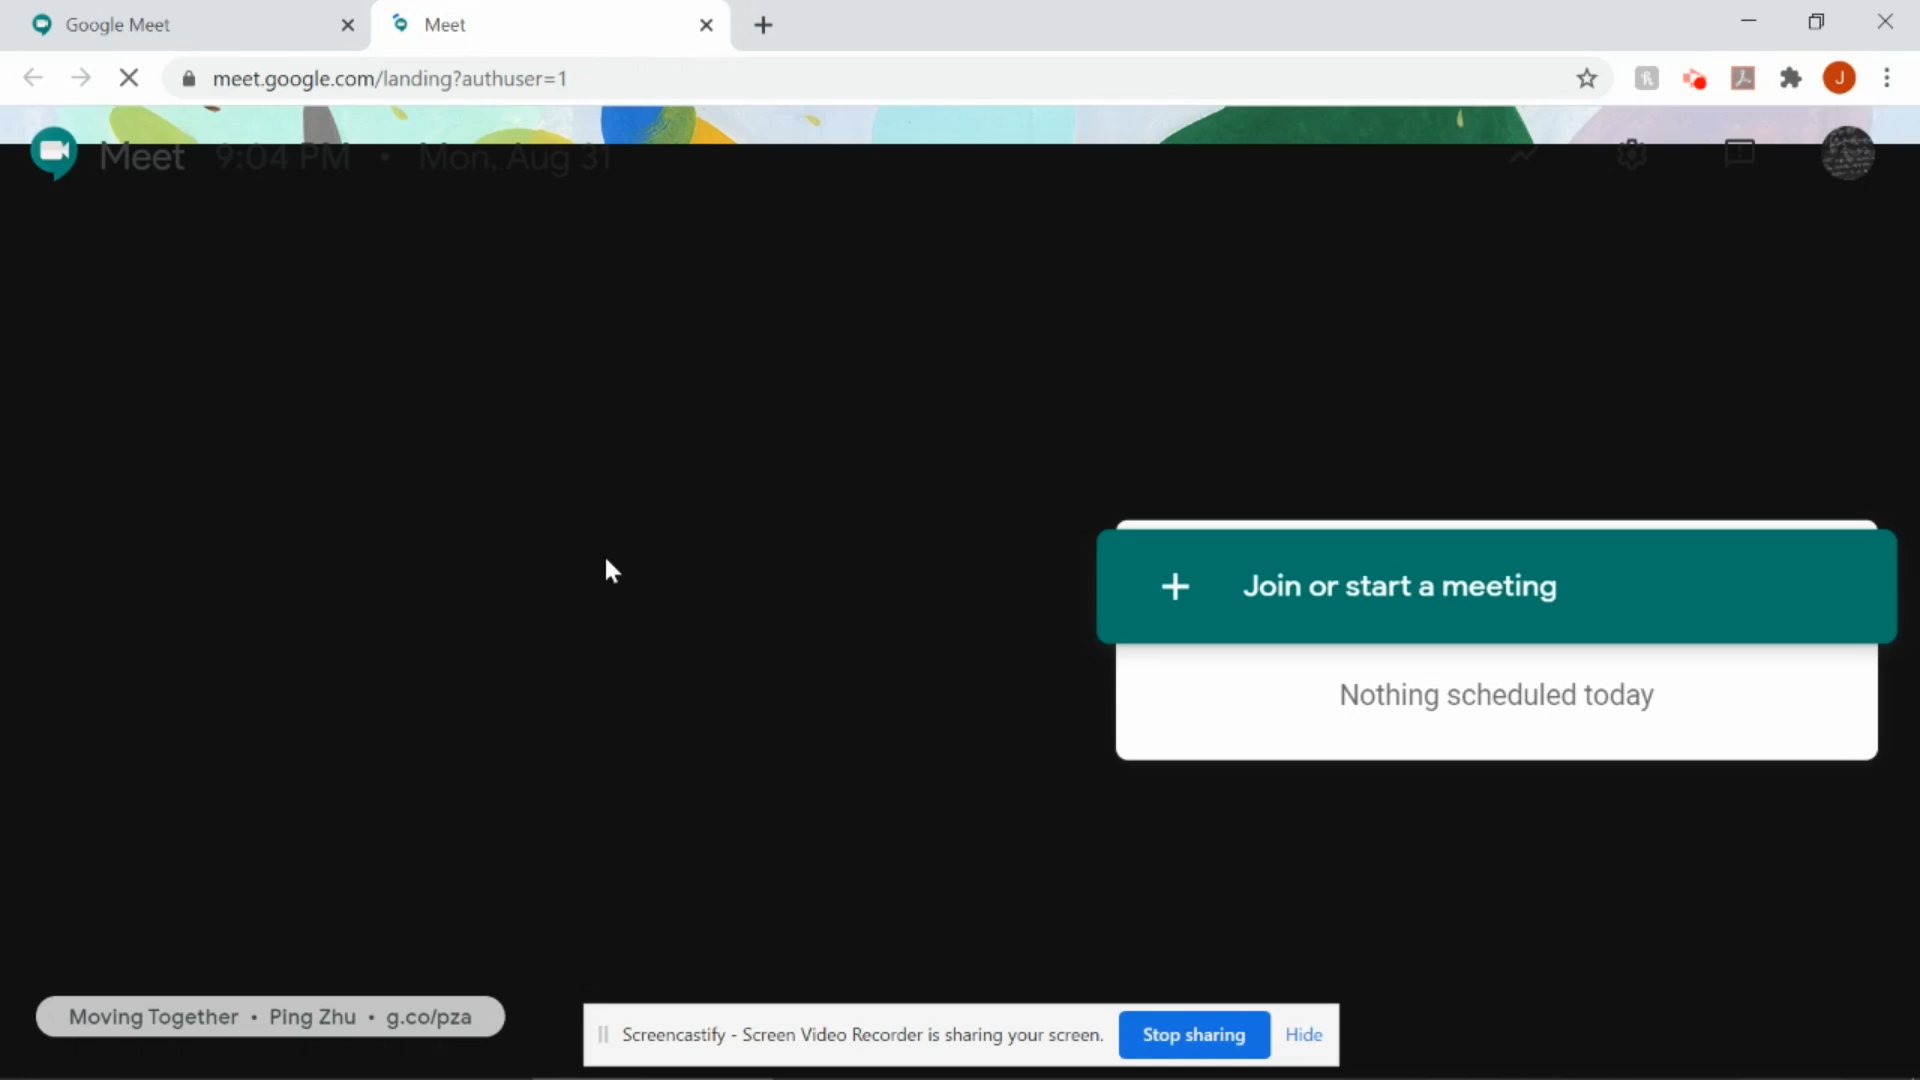 Google Meet
Meet
meet.google.com/landing?authuser=1
J
Meet 9:04 PM • Mon, Aug 31
+ Join or start a meeting
Nothing scheduled today
Moving Together • Ping Zhu • g.co/pza
Screencastify - Screen Video Recorder is sharing your screen. Stop sharing Hide